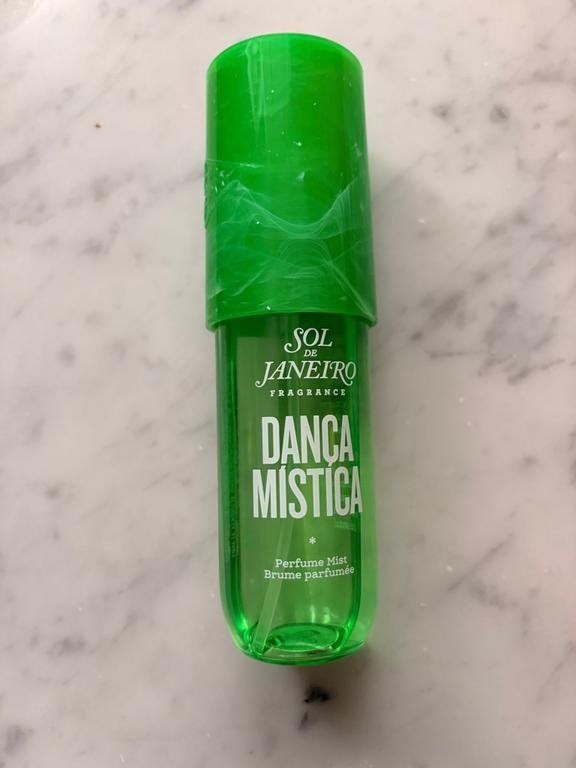 SOL
DE
JANEIRO
FRAGRANCE
DANÇA
MÍSTICA
*
Perfume Mist
Brume parfumée